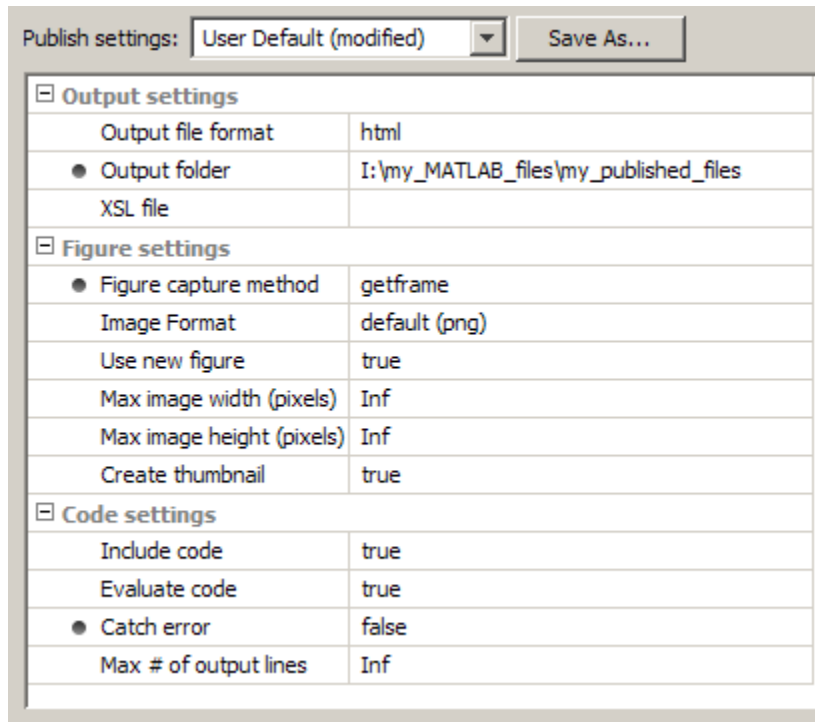 Publish settings: User Default (modified) Save As...
Output settings
Output file format html
Output folder I:\my_MATLAB_files\my_published_files
XSL file
Figure settings
Figure capture method getframe
Image Format default (png)
Use new figure true
Max image width (pixels) Inf
Max image height (pixels) Inf
Create thumbnail true
Code settings
Include code true
Evaluate code true
Catch error false
Max # of output lines Inf